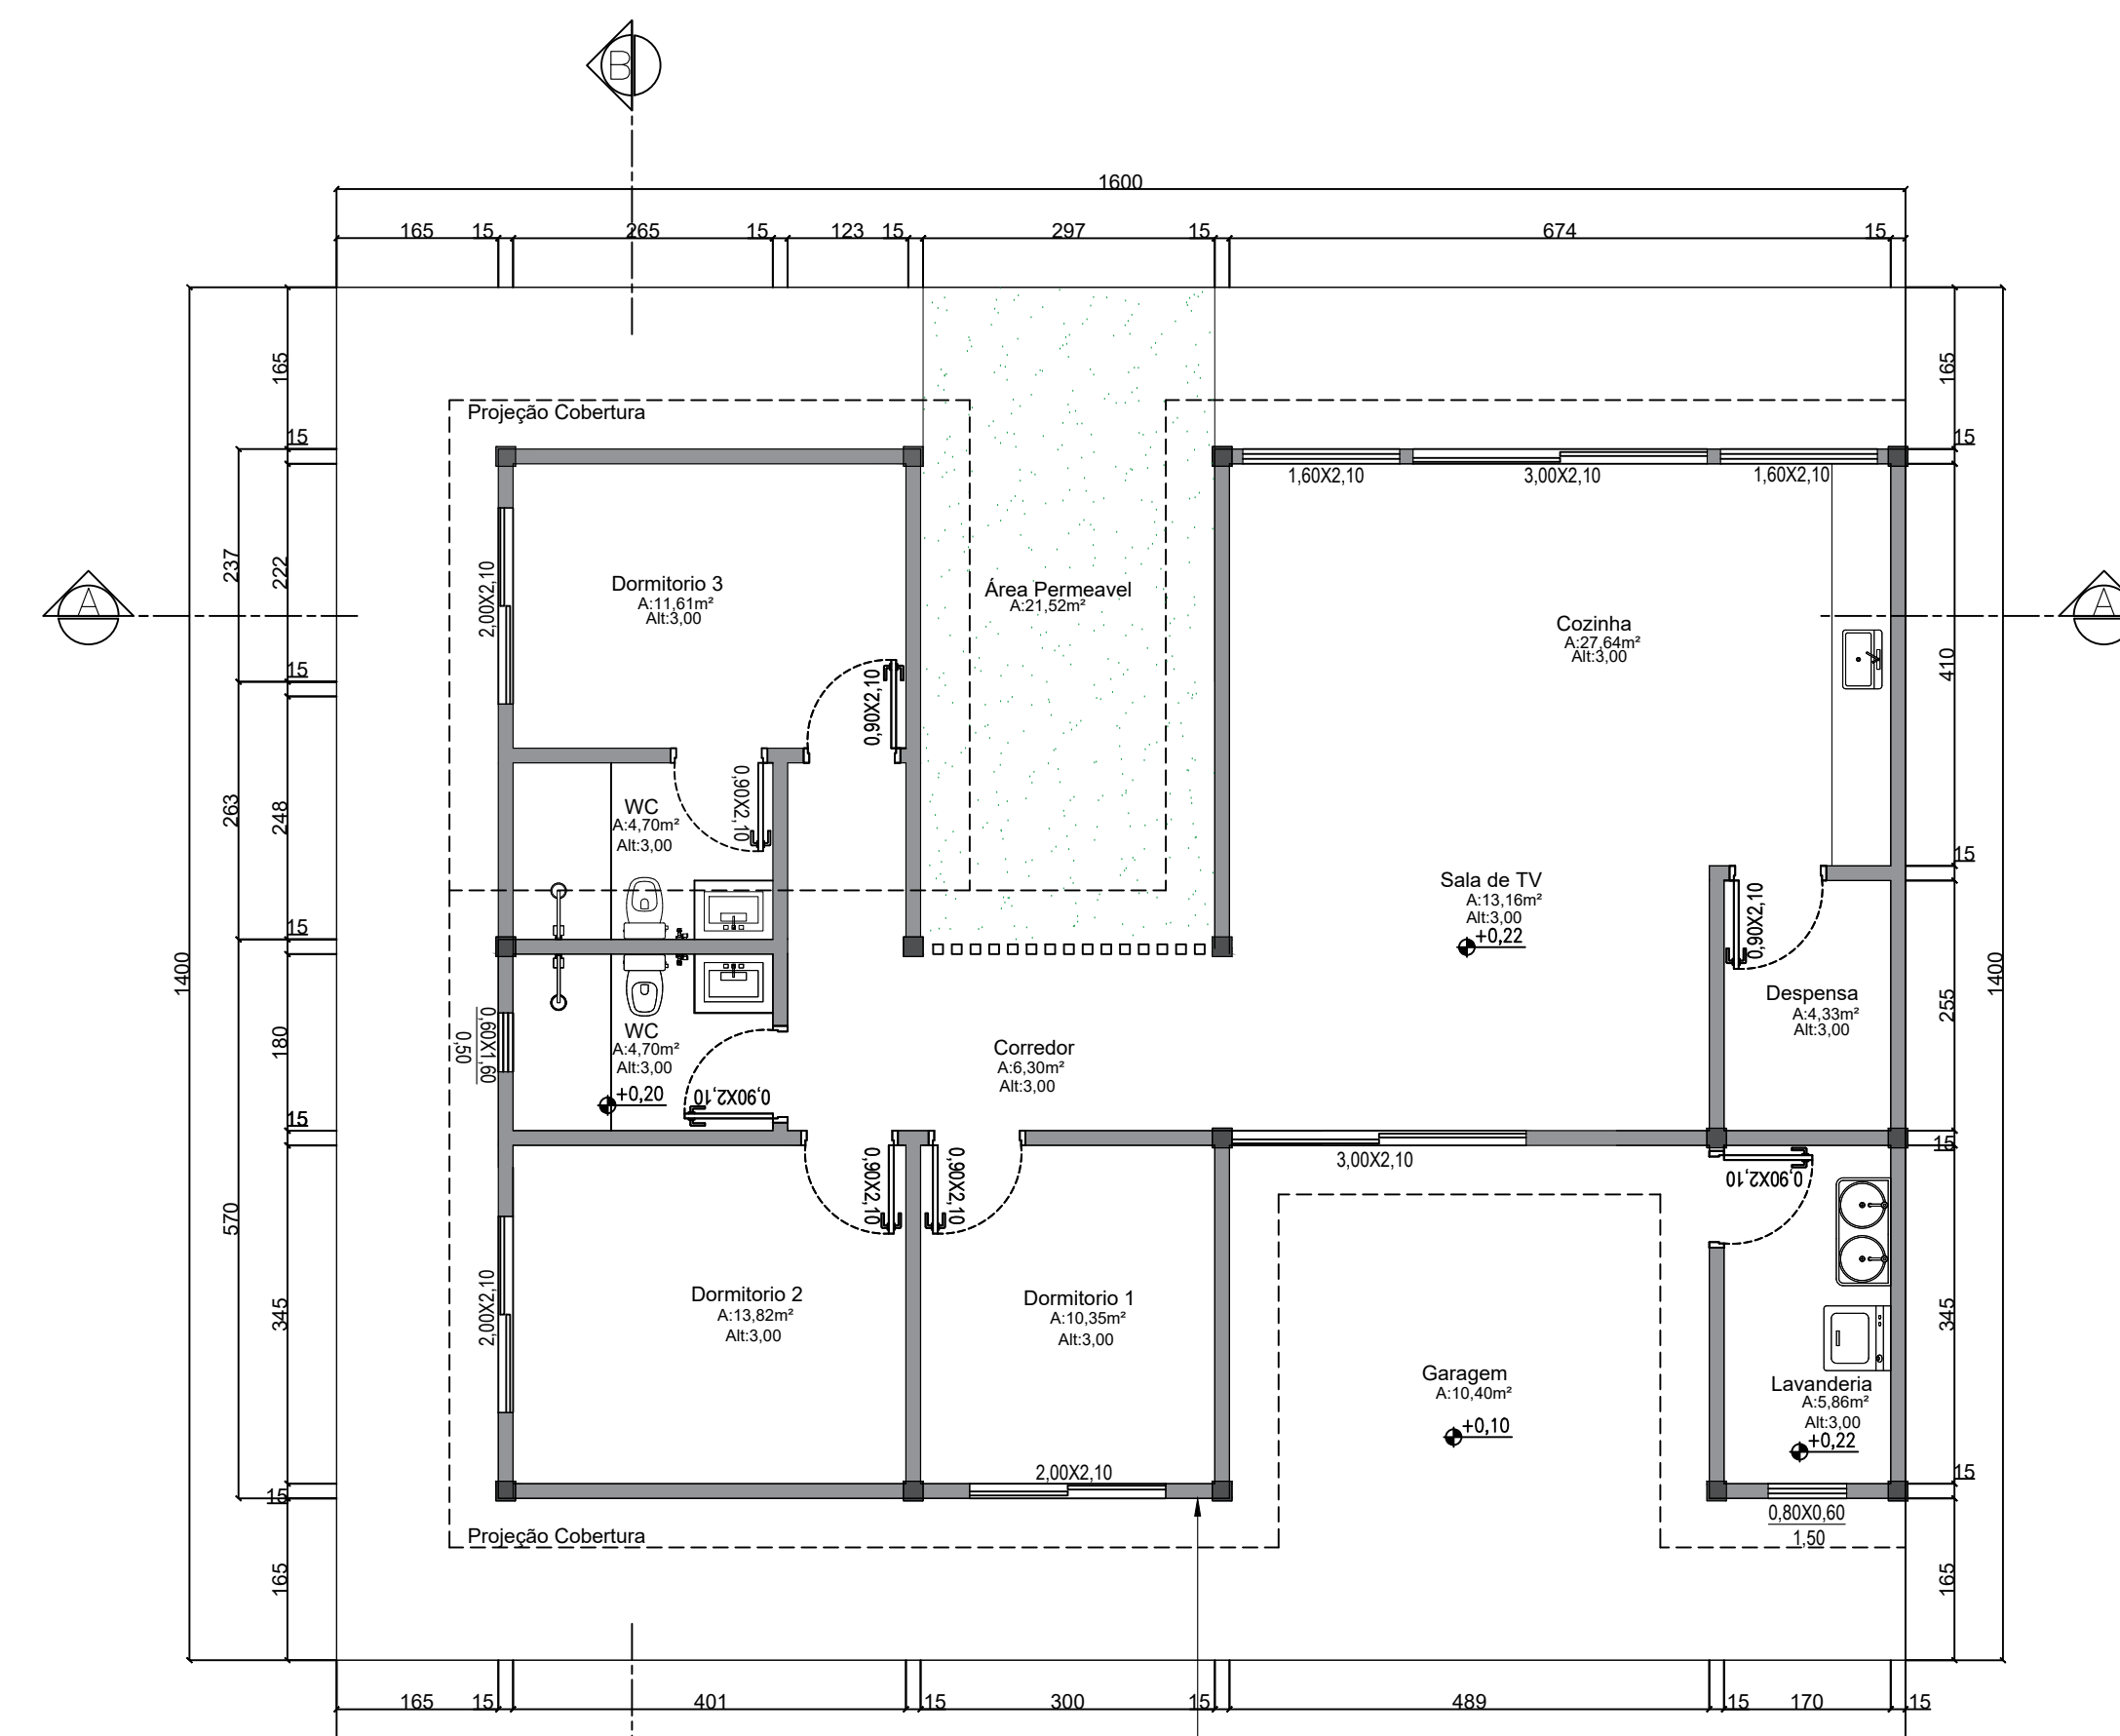 B
1600
165 15 265 15 123 15 297 15 674 15
165
165
Projeção Cobertura
15
15
1,60X2,10
3,00X2,10
1,60X2,10
237
222
2,00X2,10
Dormitorio 3
A:11,61m²
Alt:3,00
Área Permeavel
A:21,52m²
Cozinha
A:27,64m²
Alt:3,00
A
A
410
15
0,90X2,10
263
248
WC
A:4,70m²
Alt:3,00
0,90X2,10
15
Sala de TV
A:13,16m²
Alt:3,00
+0,22
0,90X2,10
15
1400
1400
Despensa
A:4,33m²
Alt:3,00
255
180
0,60X1,60
0,50
WC
A:4,70m²
Alt:3,00
+0,20
0,90X2,10
Corredor
A:6,30m²
Alt:3,00
15
15
3,00X2,10
0,90X2,10
0,90X2,10
0,90X2,10
570
345
2,00X2,10
Dormitorio 2
A:13,82m²
Alt:3,00
Dormitorio 1
A:10,35m²
Alt:3,00
345
Garagem
A:10,40m²
+0,10
Lavanderia
A:5,86m²
Alt:3,00
+0,22
2,00X2,10
15
15
0,80X0,60
1,50
Projeção Cobertura
165
165
165 15 401 15 300 15 489 15 170 15